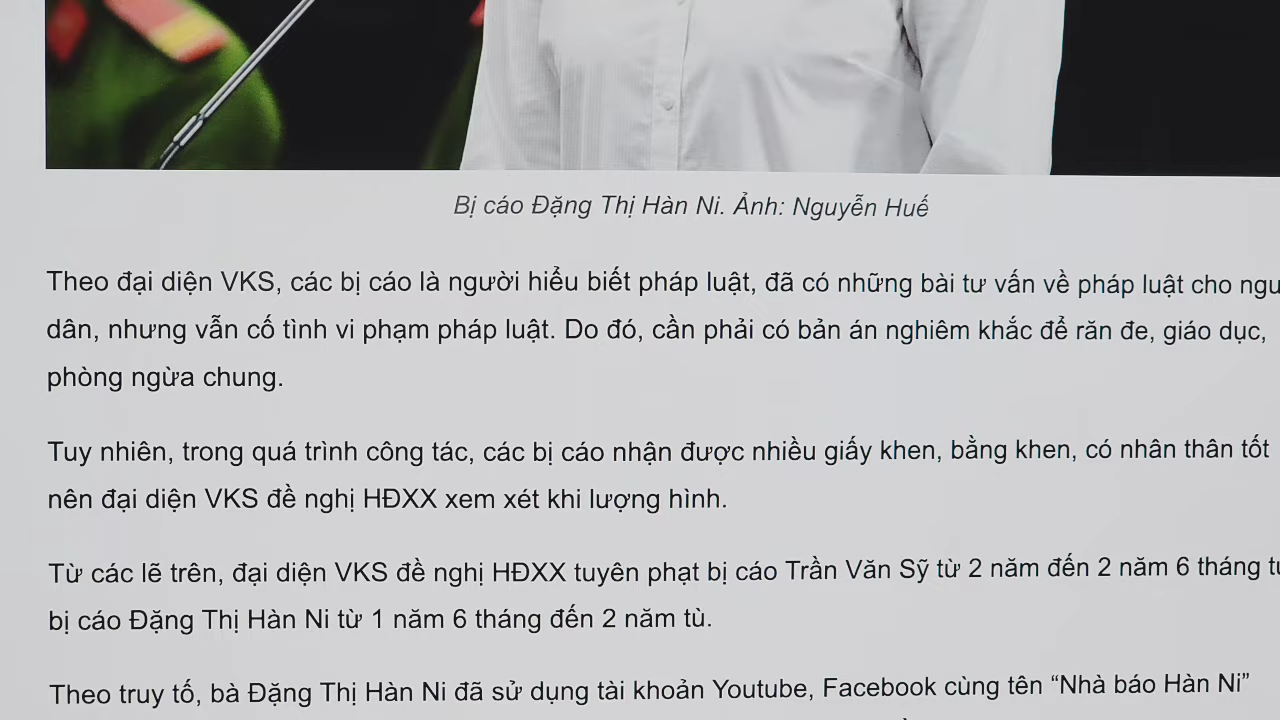 Bị cáo Đặng Thị Hàn Ni. Ảnh: Nguyễn Huế
Theo đại diện VKS, các bị cáo là người hiểu biết pháp luật, đã có những bài tư vấn về pháp luật cho
dân, nhưng vẫn cố tình vi phạm pháp luật. Do đó, cần phải có bản án nghiêm khắc để răn đe, giáo dục,
phòng ngừa chung.
Tuy nhiên, trong quá trình công tác, các bị cáo nhận được nhiều giấy khen, bằng khen, có nhân thân tốt
nên đại diện VKS đề nghị HĐXX xem xét khi lượng hình.
Từ các lẽ trên, đại diện VKS đề nghị HĐXX tuyên phạt bị cáo Trần Văn Sỹ từ 2 năm đến 2 năm 6 tháng
bị cáo Đặng Thị Hàn Ni từ 1 năm 6 tháng đến 2 năm tù.
Theo truy tố, bà Đặng Thị Hàn Ni đã sử dụng tài khoản Youtube, Facebook cùng tên “Nhà báo Hàn Ni”